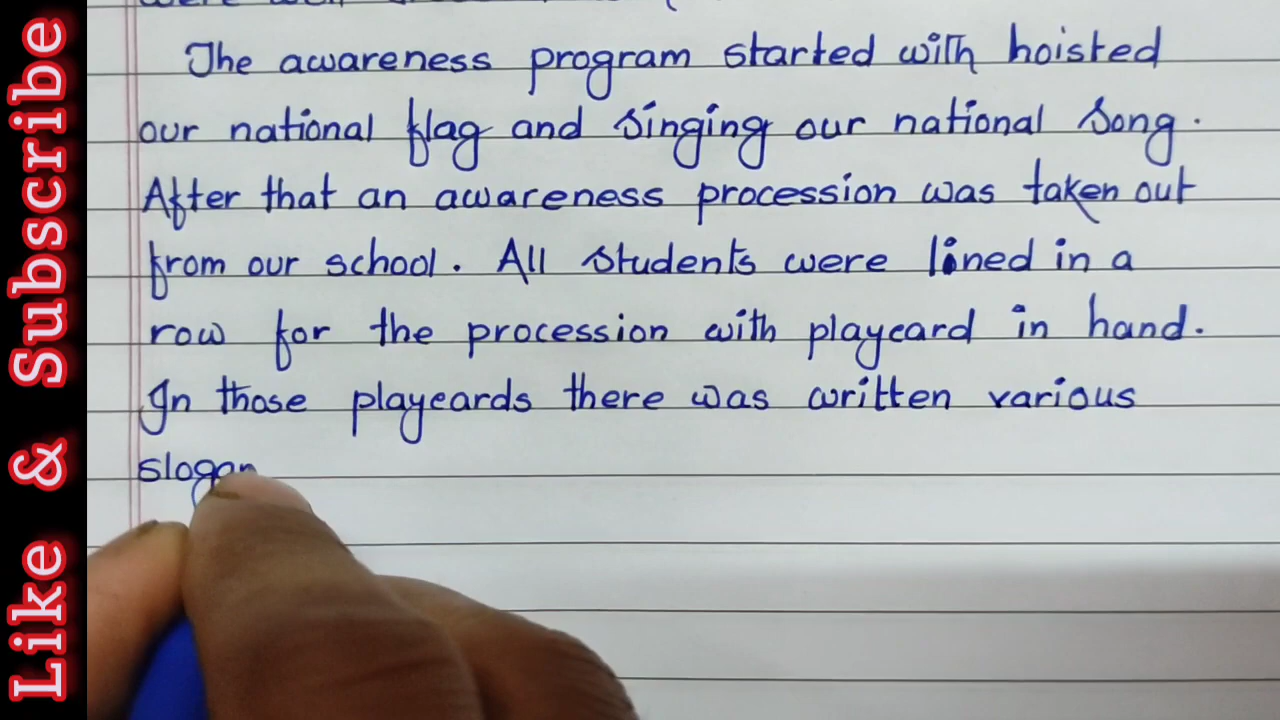 Like & Subscribe
The awareness program started with hoisted
our national flag and singing our national song.
After that an awareness procession was taken out
from our school. All students were lined in a
row for the procession with playcard in hand.
In those playcards there was written various
slogan